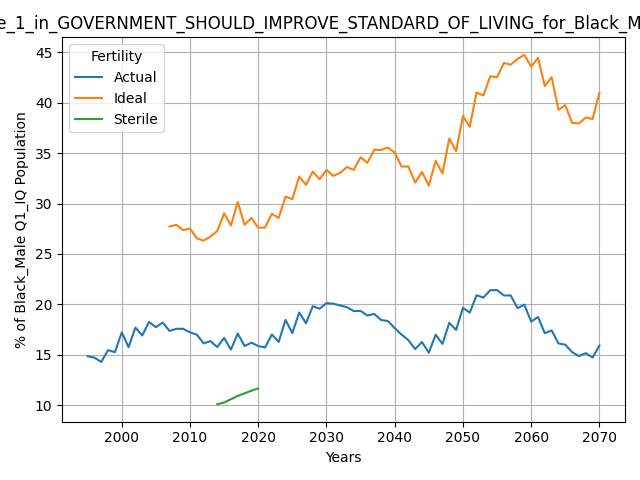 e_1_in_GOVERNMENT_SHOULD_IMPROVE_STANDARD_OF_LIVING_for_Black_M
Fertility
Actual
Ideal
Sterile
% of Black_Male Q1_IQ Population
45
40
35
30
25
20
15
10
2000 2010 2020 2030 2040 2050 2060 2070
Years